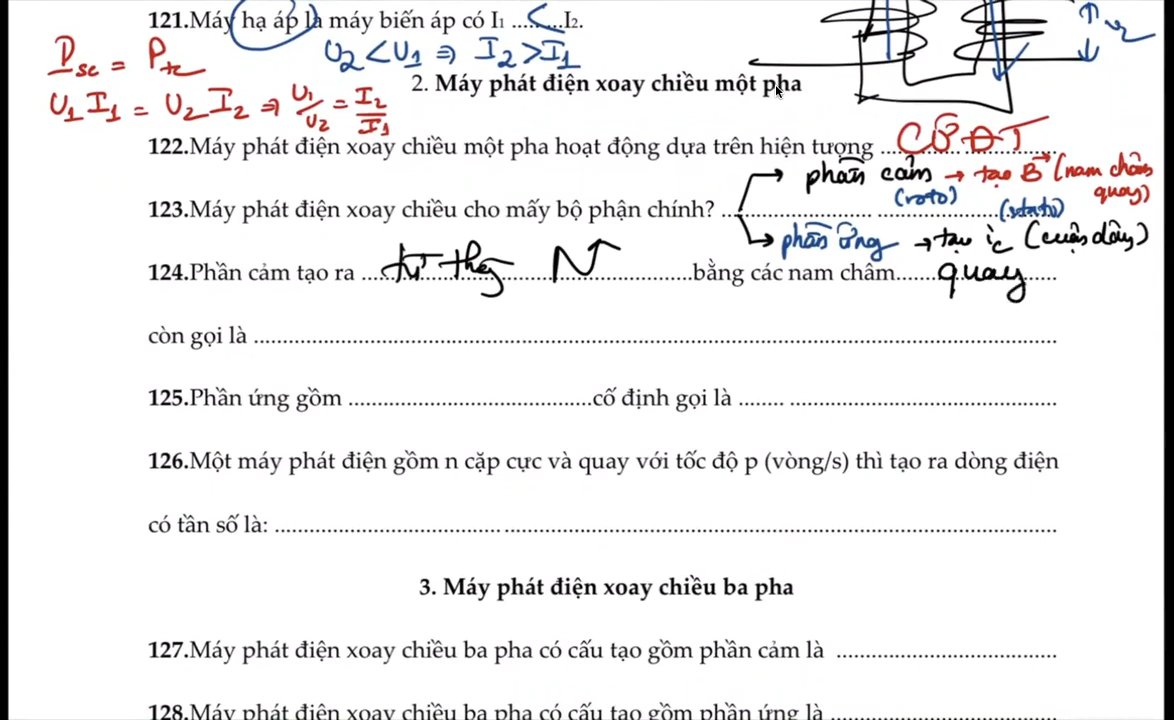 121.Máy hạ áp là máy biến áp có I₁ ....<....I₂.
P_sc = P_tc
U₂ < U₁ ⇒ I₂ > I₁
2. Máy phát điện xoay chiều một pha
U₁ I₁ = U₂ I₂ ⇒ U₁/U₂ = I₂/I₁
122.Máy phát điện xoay chiều một pha hoạt động dựa trên hiện tượng ... CƯĐT ...
phần cảm → tạo B→ (nam châm quay)
(roto)
123.Máy phát điện xoay chiều cho mấy bộ phận chính? ........................................
(stato)
phần ứng → tạo ic (cuộn dây)
124.Phần cảm tạo ra ........................................bằng các nam châm.......quay......
còn gọi là ................................................................................
125.Phần ứng gồm ........................................cố định gọi là ........ ........................................
126.Một máy phát điện gồm n cặp cực và quay với tốc độ p (vòng/s) thì tạo ra dòng điện
có tần số là: ........................................ ................................................................................
3. Máy phát điện xoay chiều ba pha
127.Máy phát điện xoay chiều ba pha có cấu tạo gồm phần cảm là ........................................
128.Máy phát điện xoay chiều ba pha có cấu tạo gồm phần ứng là ........................................